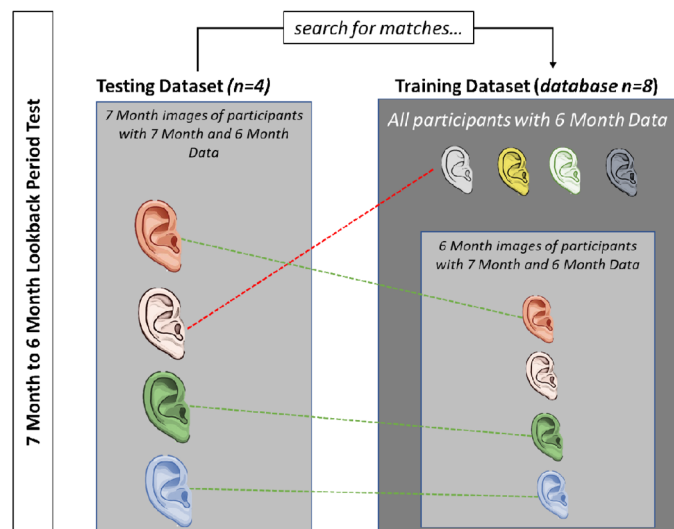 search for matches...
Testing Dataset (n=4)
Training Dataset (database n=8)
7 Month images of participants
with 7 Month and 6 Month
Data
All participants with 6 Month Data
6 Month images of participants
with 7 Month and 6 Month Data
7 Month to 6 Month Lookback Period Test